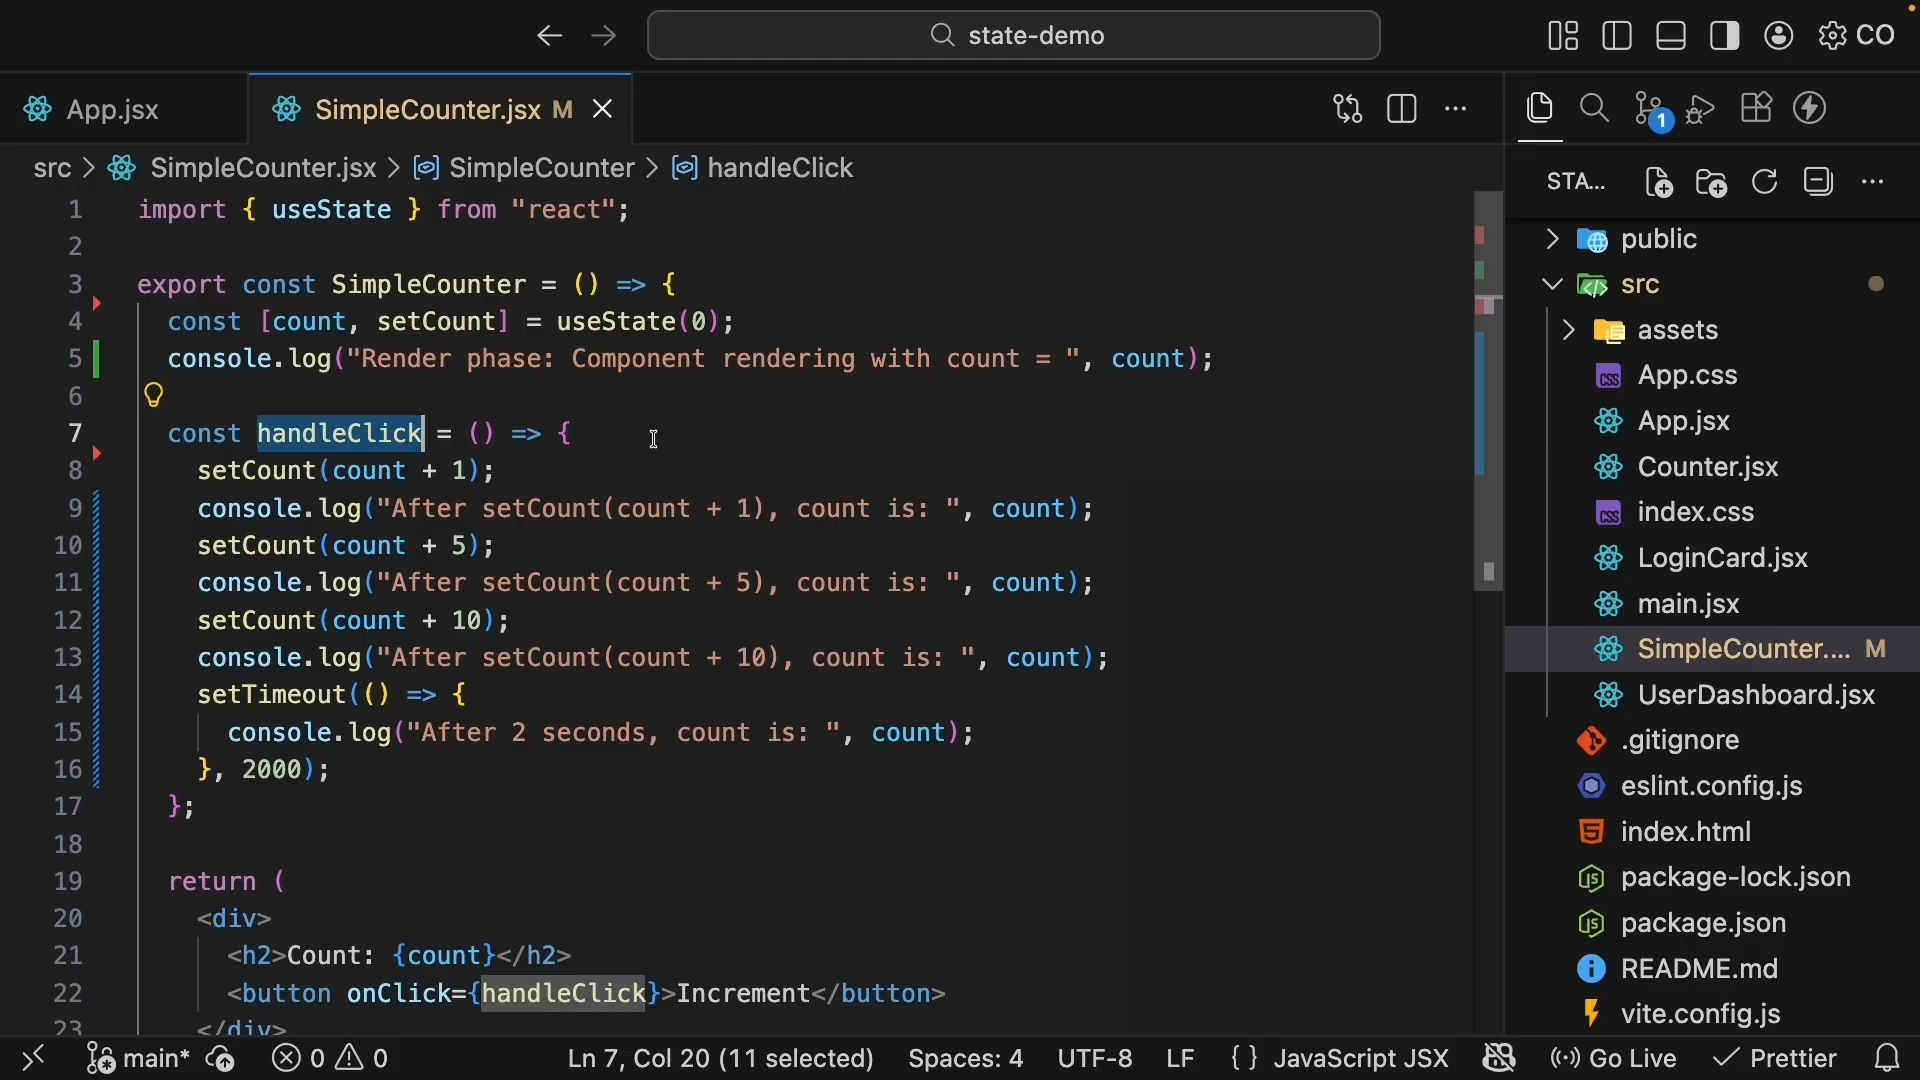 state-demo
CO
App.jsx
SimpleCounter.jsx M
1
src > SimpleCounter.jsx > SimpleCounter > handleClick
STA...
1 import { useState } from "react";
2
3 export const SimpleCounter = () => {
4 const [count, setCount] = useState(0);
5 console.log("Render phase: Component rendering with count = ", count);
6
7 const handleClick = () => {
8 setCount(count + 1);
9 console.log("After setCount(count + 1), count is: ", count);
10 setCount(count + 5);
11 console.log("After setCount(count + 5), count is: ", count);
12 setCount(count + 10);
13 console.log("After setCount(count + 10), count is: ", count);
14 setTimeout(() => {
15 console.log("After 2 seconds, count is: ", count);
16 }, 2000);
17 };
18
19 return (
20 <div>
21 <h2>Count: {count}</h2>
22 <button onClick={handleClick}>Increment</button>
23 </div>
public
src
assets
App.css
App.jsx
Counter.jsx
index.css
LoginCard.jsx
main.jsx
SimpleCounter.... M
UserDashboard.jsx
.gitignore
eslint.config.js
index.html
package-lock.json
package.json
README.md
vite.config.js
main* 0 0 Ln 7, Col 20 (11 selected) Spaces: 4 UTF-8 LF { } JavaScript JSX Go Live Prettier